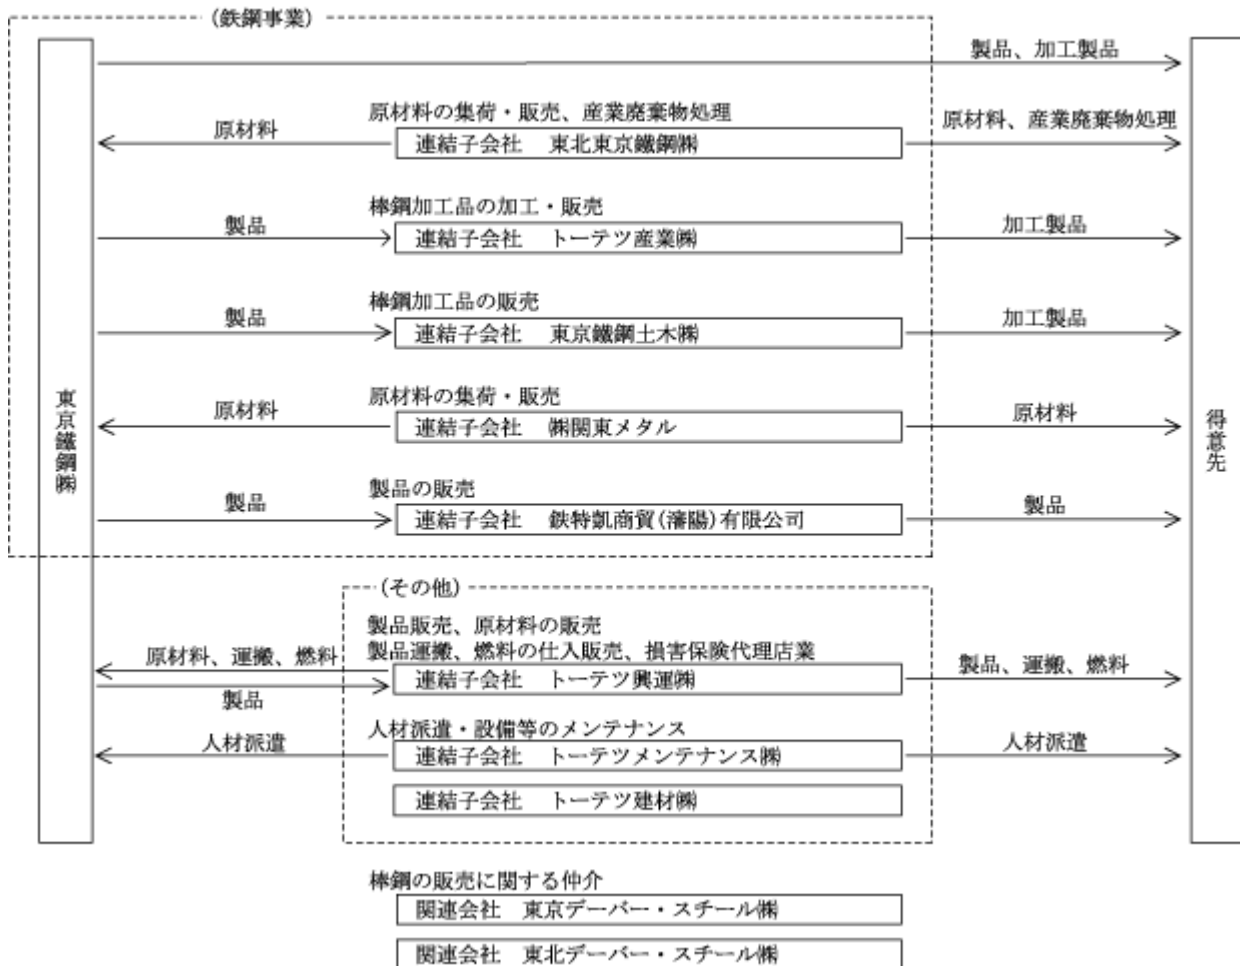 (鉄鋼事業)
製品、加工製品
原材料の集荷・販売、産業廃棄物処理
原材料
連結子会社 東北東京鐵鋼㈱
原材料、産業廃棄物処理
棒鋼加工品の加工・販売
製品
連結子会社 トーテツ産業㈱
加工製品
棒鋼加工品の販売
製品
連結子会社 東京鐵鋼土木㈱
加工製品
原材料の集荷・販売
原材料
連結子会社 ㈱関東メタル
原材料
東京鐵鋼㈱
得意先
製品の販売
製品
連結子会社 鉄特凱商貿(瀋陽)有限公司
製品
(その他)
製品販売、原材料の販売
製品運搬、燃料の仕入販売、損害保険代理店業
原材料、運搬、燃料
連結子会社 トーテツ興運㈱
製品、運搬、燃料
製品
人材派遣・設備等のメンテナンス
人材派遣
連結子会社 トーテツメンテナンス㈱
人材派遣
連結子会社 トーテツ建材㈱
棒鋼の販売に関する仲介
関連会社 東京デーバー・スチール㈱
関連会社 東北デーバー・スチール㈱